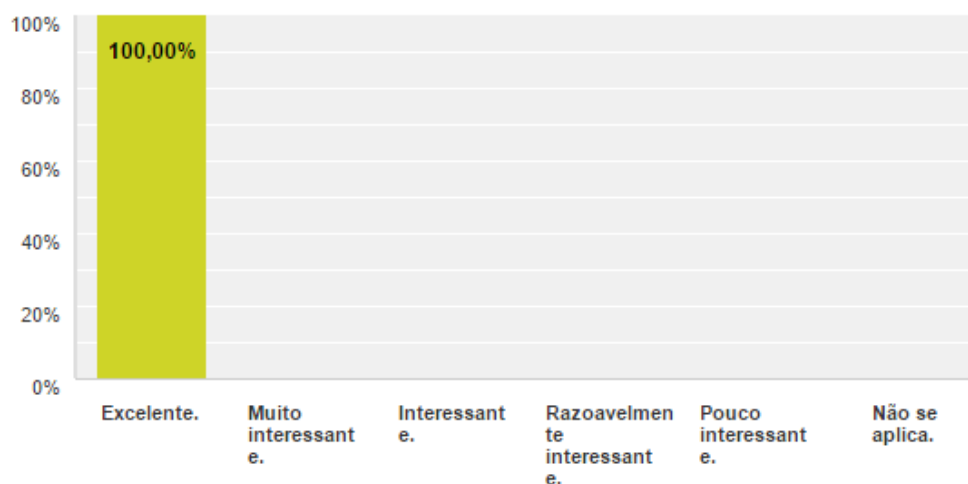 100%
100,00%
80%
60%
40%
20%
0%
Excelente.
Muito
interessant
e.
Interessant
e.
Razoavelmen
te
interessant
e.
Pouco
interessant
e.
Não se
aplica.